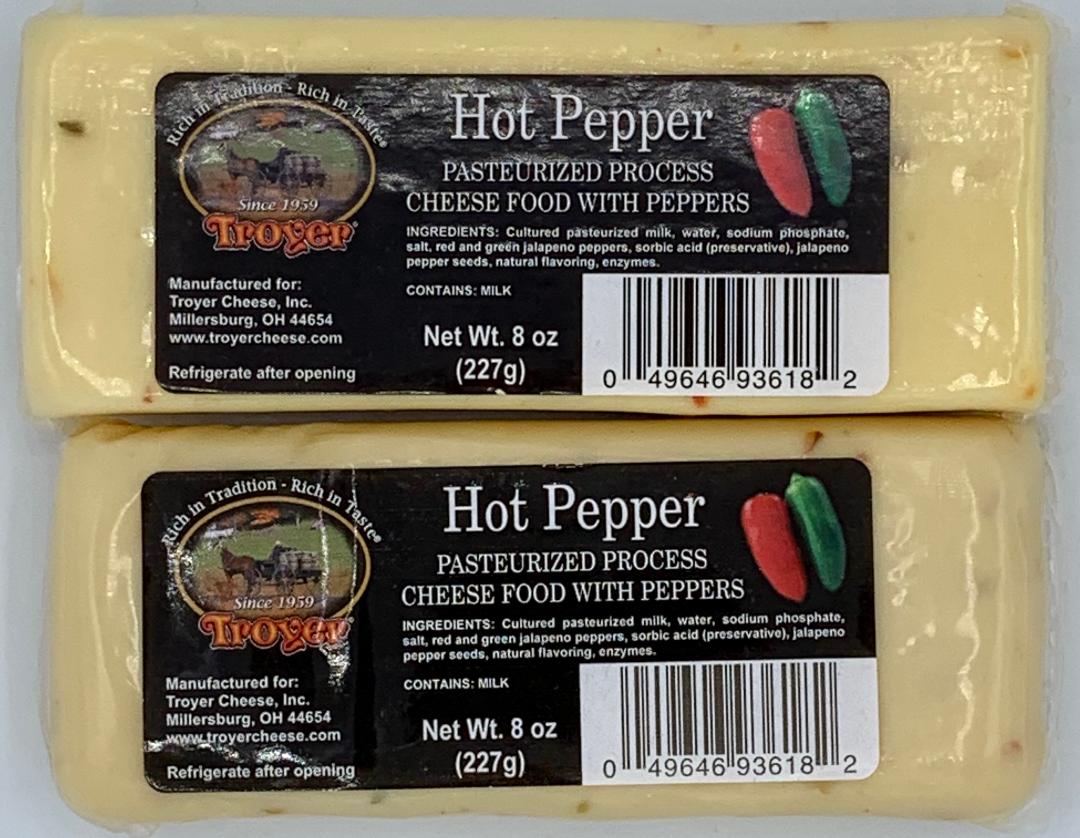 Rich in Tradition - Rich in Taste®
Since 1959
Troyer®
Manufactured for:
Troyer Cheese, Inc.
Millersburg, OH 44654
www.troyercheese.com
Refrigerate after opening
Hot Pepper
PASTEURIZED PROCESS
CHEESE FOOD WITH PEPPERS
INGREDIENTS: Cultured pasteurized milk, water, sodium phosphate,
salt, red and green jalapeno peppers, sorbic acid (preservative), jalapeno
pepper seeds, natural flavoring, enzymes.
CONTAINS: MILK
Net Wt. 8 oz
(227g)
0 49646 93618 2
Rich in Tradition - Rich in Taste®
Since 1959
Troyer®
Manufactured for:
Troyer Cheese, Inc.
Millersburg, OH 44654
www.troyercheese.com
Refrigerate after opening
Hot Pepper
PASTEURIZED PROCESS
CHEESE FOOD WITH PEPPERS
INGREDIENTS: Cultured pasteurized milk, water, sodium phosphate,
salt, red and green jalapeno peppers, sorbic acid (preservative), jalapeno
pepper seeds, natural flavoring, enzymes.
CONTAINS: MILK
Net Wt. 8 oz
(227g)
0 49646 93618 2